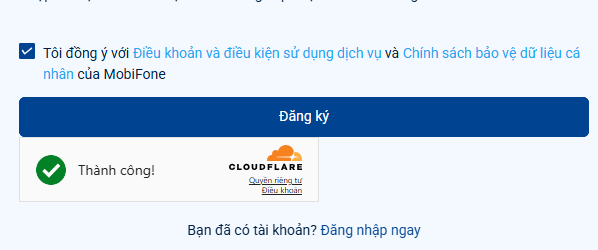 Tôi đồng ý với Điều khoản và điều kiện sử dụng dịch vụ và Chính sách bảo vệ dữ liệu cá
nhân của MobiFone
Đăng ký
Thành công!
CLOUDFLARE
Quyền riêng tư
Điều khoản
Bạn đã có tài khoản? Đăng nhập ngay